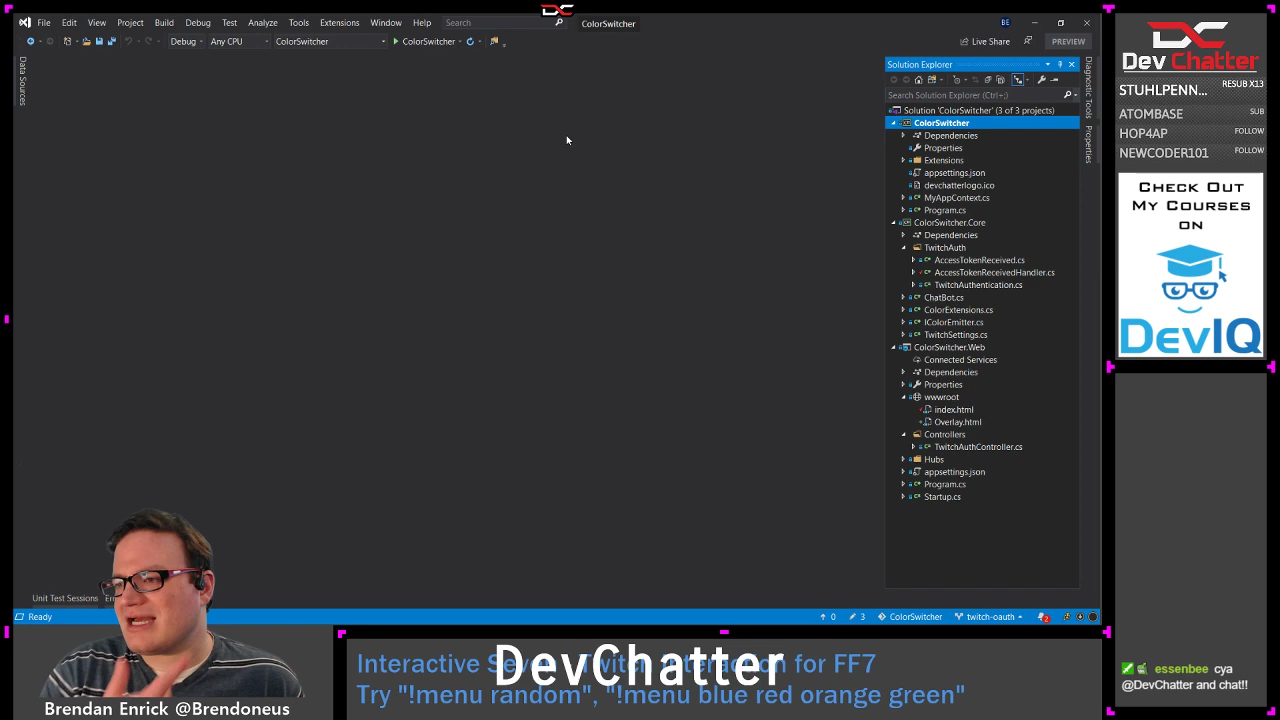 File Edit View Project Build Debug Test Analyze Tools Extensions Window Help Search ColorSwitcher BE
Debug Any CPU ColorSwitcher ColorSwitcher Live Share PREVIEW
Data Sources
Solution Explorer
Search Solution Explorer (Ctrl+;)
Solution 'ColorSwitcher' (3 of 3 projects)
ColorSwitcher
Dependencies
Properties
Extensions
appsettings.json
devchatterlogo.ico
MyAppContext.cs
Program.cs
ColorSwitcher.Core
Dependencies
TwitchAuth
AccessTokenReceived.cs
AccessTokenReceivedHandler.cs
TwitchAuthentication.cs
ChatBot.cs
ColorExtensions.cs
IColorEmitter.cs
TwitchSettings.cs
ColorSwitcher.Web
Connected Services
Dependencies
Properties
wwwroot
index.html
Overlay.html
Controllers
TwitchAuthController.cs
Hubs
appsettings.json
Program.cs
Startup.cs
Diagnostic Tools
Properties
Unit Test Sessions
Ready 0 3 ColorSwitcher twitch-oauth 2
Dev Chatter
STUHLPENN... RESUB X13
ATOMBASE SUB
HOP4AP FOLLOW
NEWCODER101 FOLLOW
CHECK OUT
MY COURSES
ON
DevIQ
essenbee cya
@DevChatter and chat!!
Brendan Enrick @Brendoneus
DevChatter
Interactive Twitch for FF7
Try "!menu random", "!menu blue red orange green"